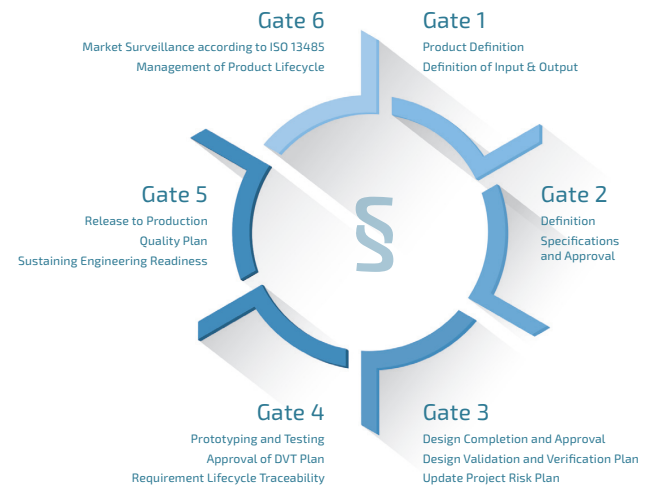 Gate 6
Market Surveillance according to ISO 13485
Management of Product Lifecycle
Gate 1
Product Definition
Definition of Input & Output
Gate 2
Definition
Specifications
and Approval
Gate 5
Release to Production
Quality Plan
Sustaining Engineering Readiness
§
Gate 4
Prototyping and Testing
Approval of DVT Plan
Requirement Lifecycle Traceability
Gate 3
Design Completion and Approval
Design Validation and Verification Plan
Update Project Risk Plan